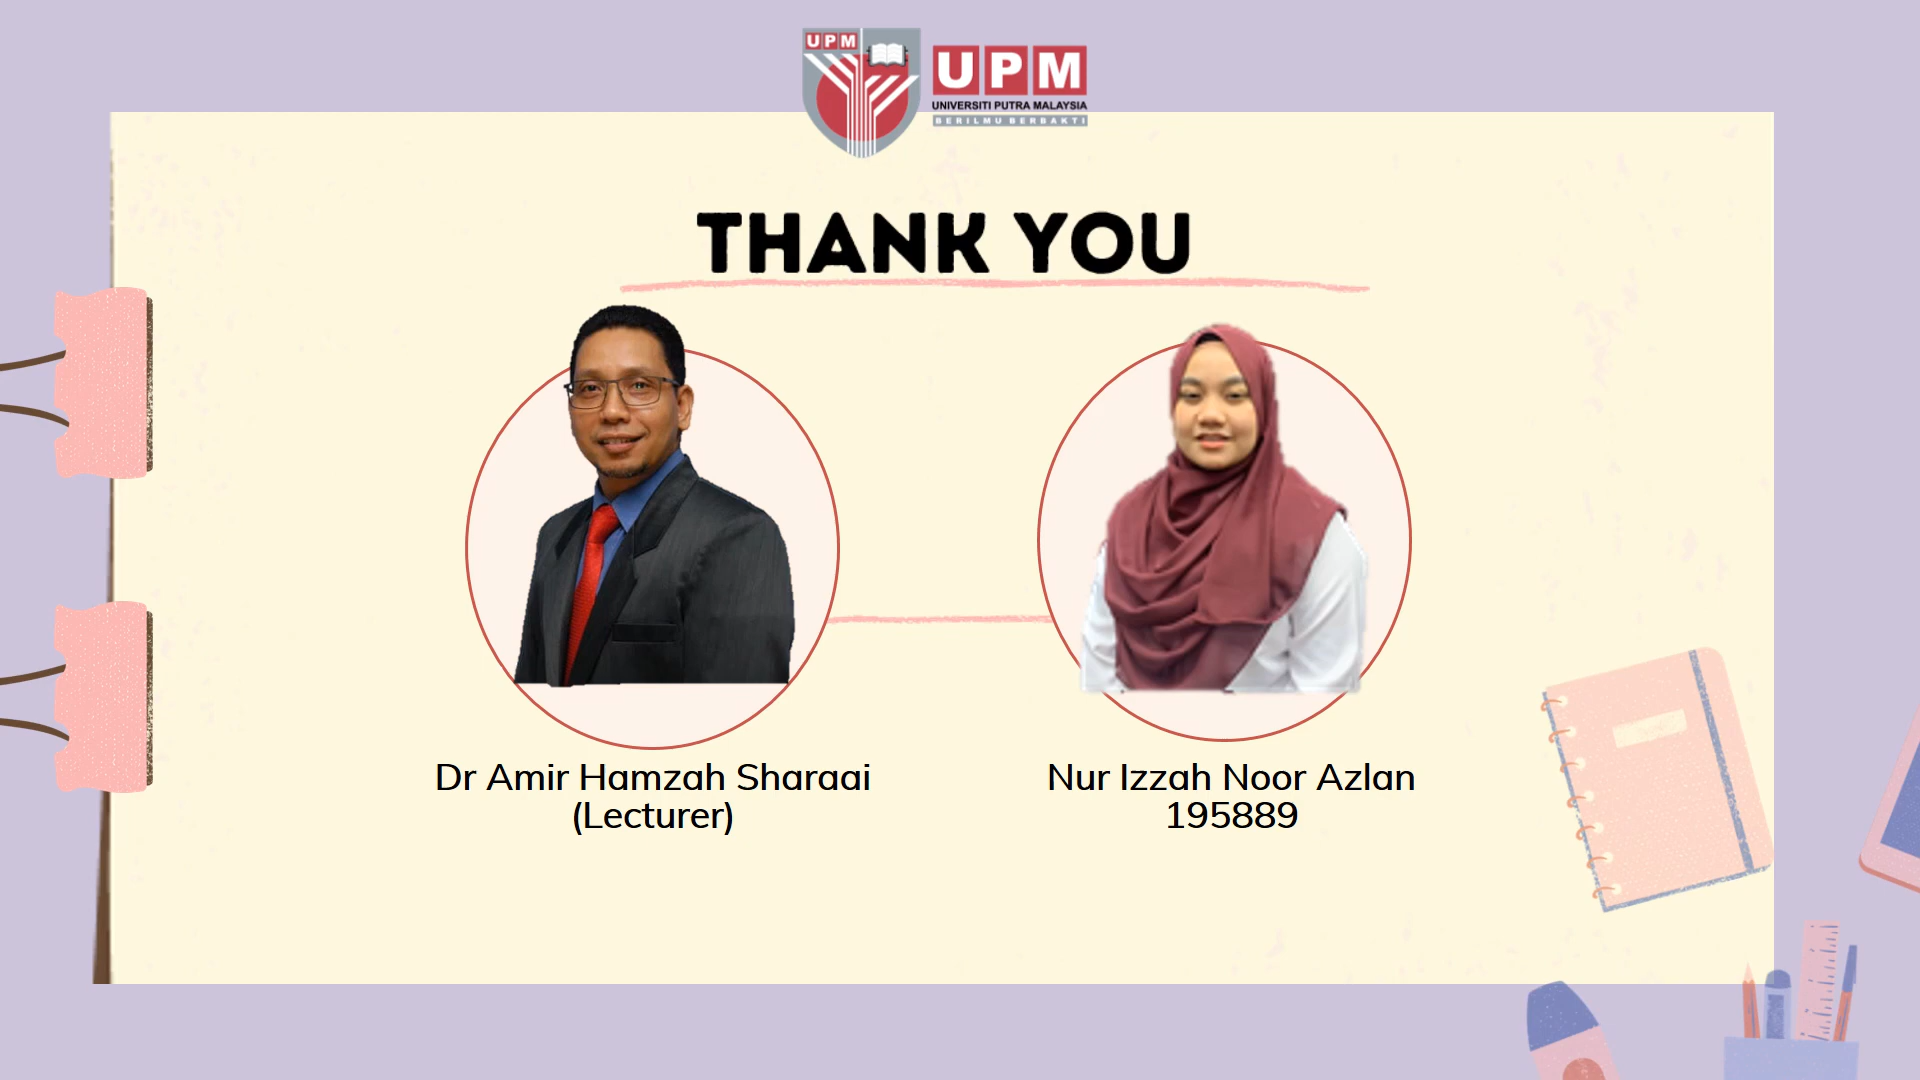 UPM
UPM
UNIVERSITI PUTRA MALAYSIA
BERILMU BERBAKTI
THANK YOU
Dr Amir Hamzah Sharaai
(Lecturer)
Nur Izzah Noor Azlan
195889